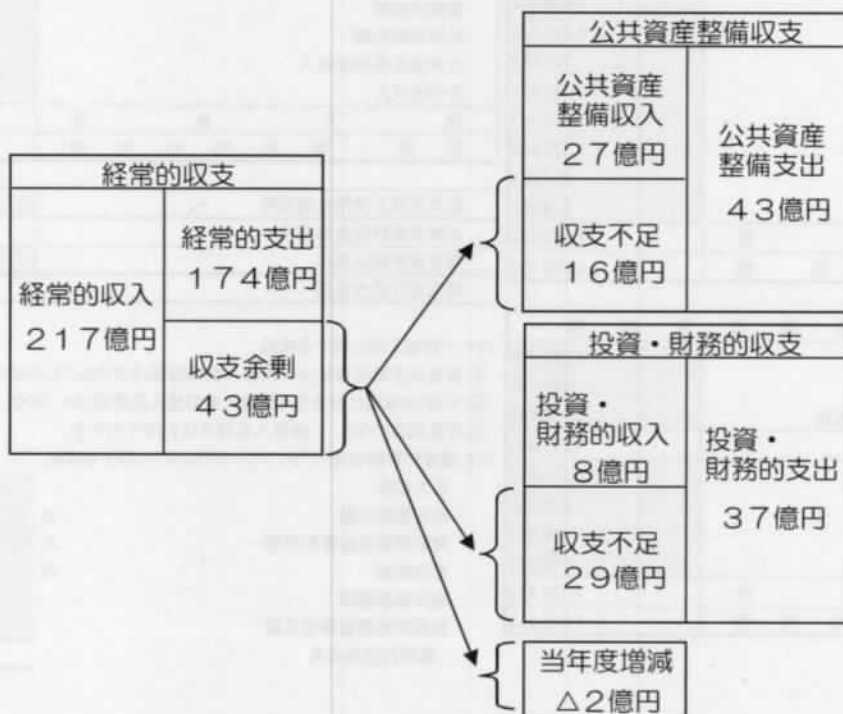 経常的収支
経常的収入
２１７億円
経常的支出
１７４億円
収支余剰
４３億円
公共資産整備収支
公共資産
整備収入
２７億円
収支不足
１６億円
公共資産
整備支出
４３億円
投資・財務的収支
投資・
財務的収入
８億円
収支不足
２９億円
投資・
財務的支出
３７億円
当年度増減
△２億円